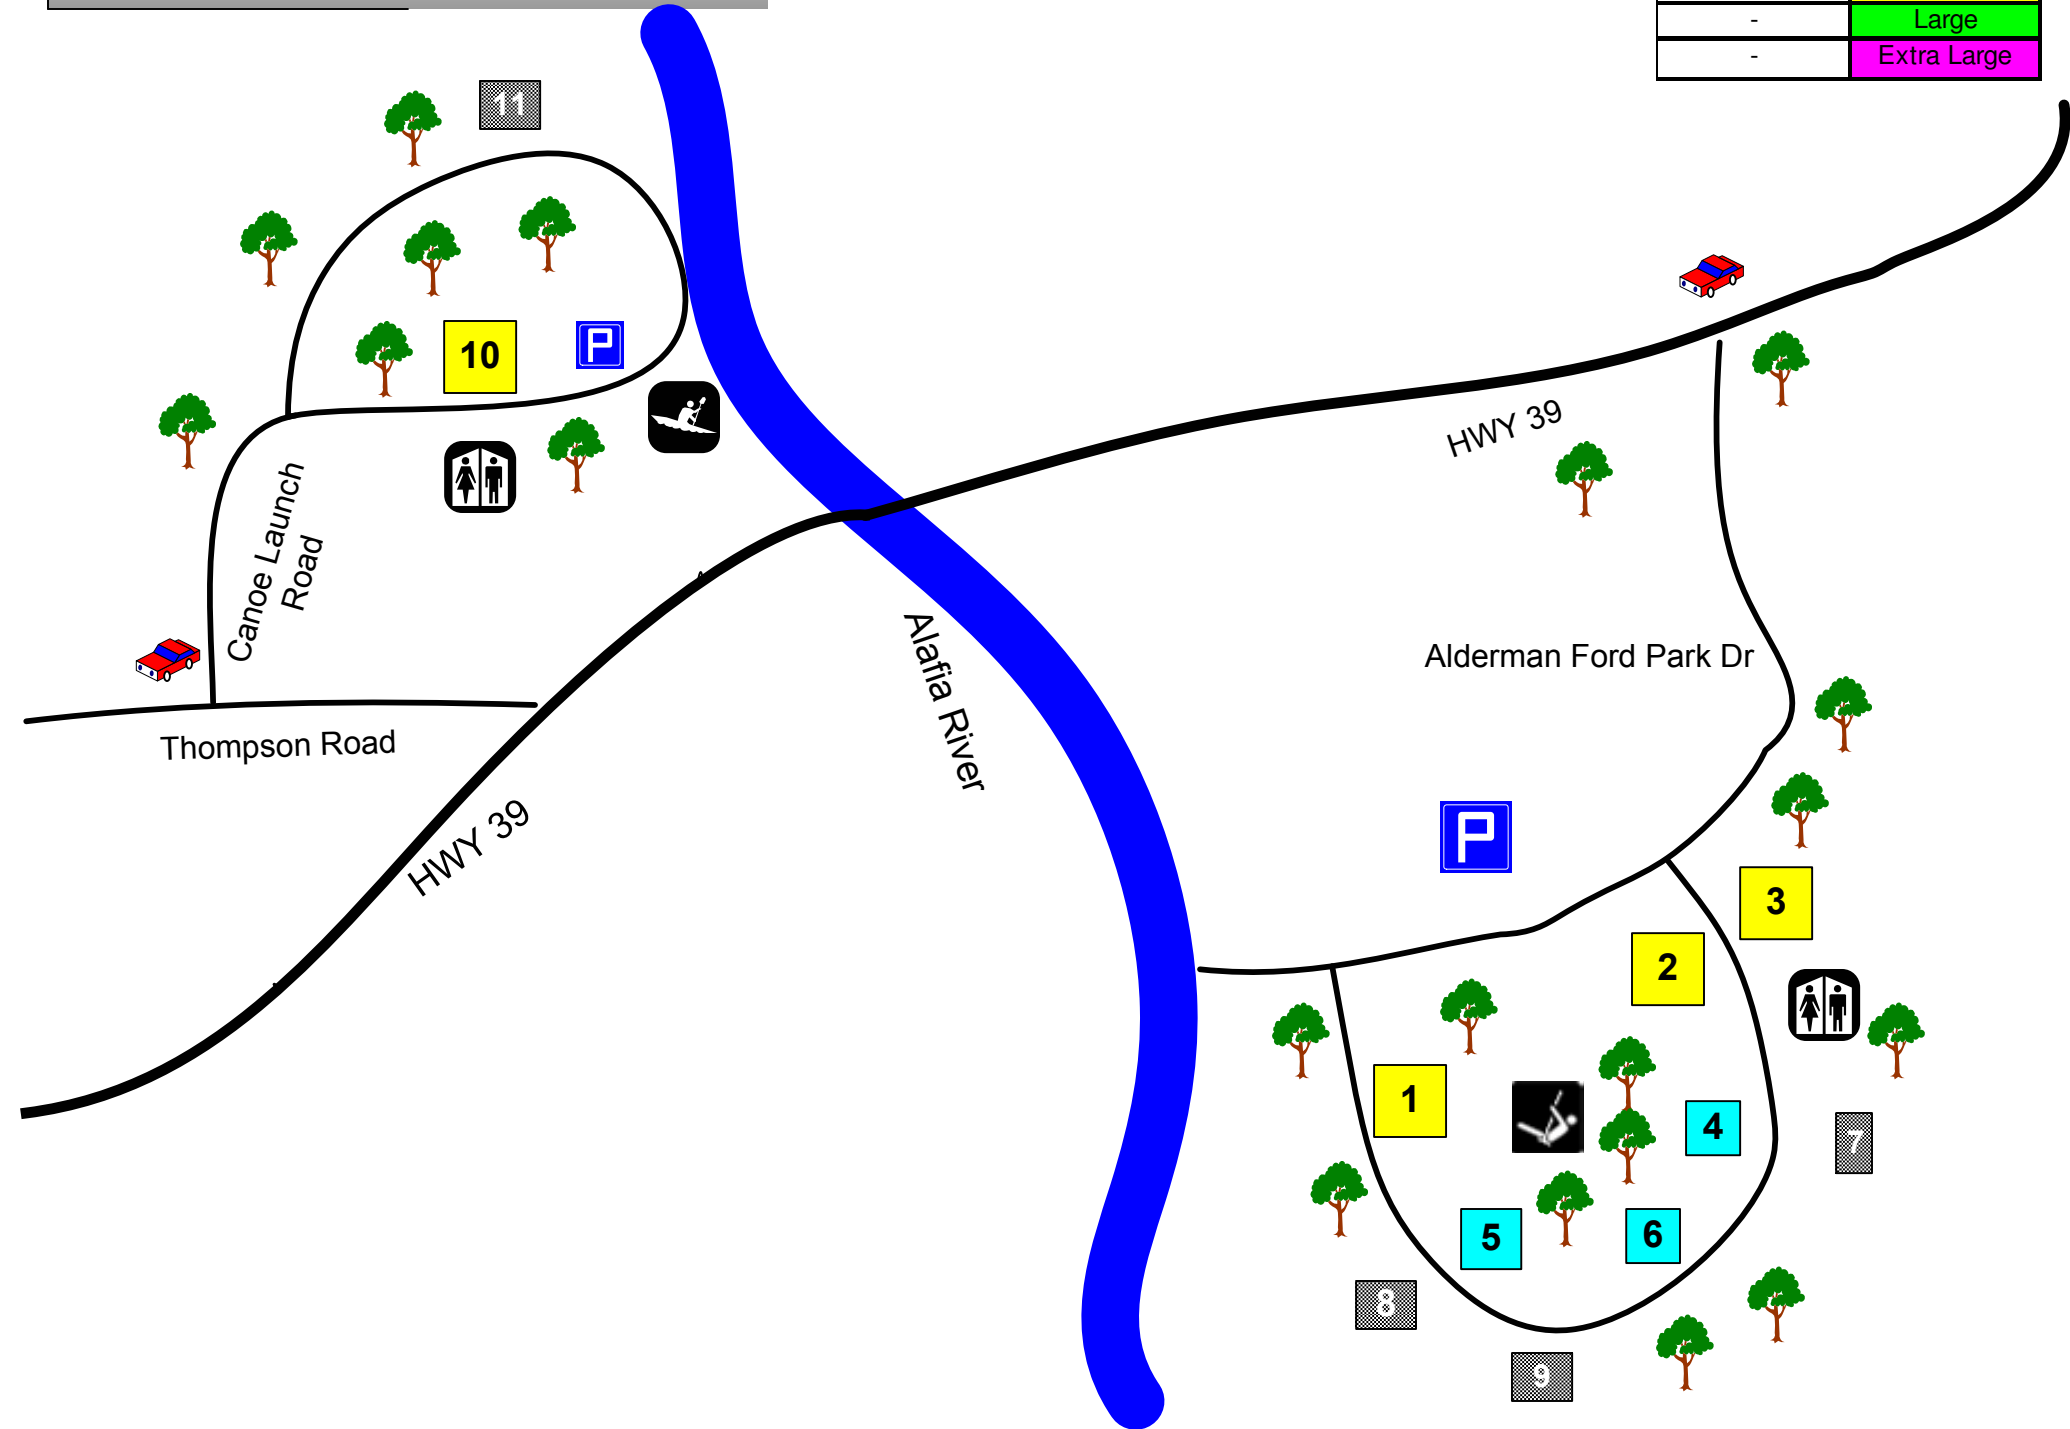 - Large
- Extra Large
11
10
P
HWY 39
Canoe Launch
Road
Alafia River
Alderman Ford Park Dr
Thompson Road
HWY 39
P
3
2
1
4
7
5
6
8
9